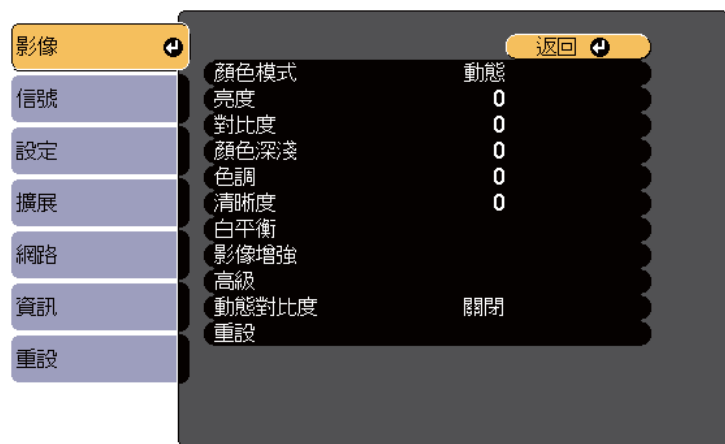 影像
信號
設定
擴展
網路
資訊
重設
返回
顏色模式 動態
亮度 0
對比度 0
顏色深淺 0
色調 0
清晰度 0
白平衡
影像增強
高級
動態對比度 關閉
重設